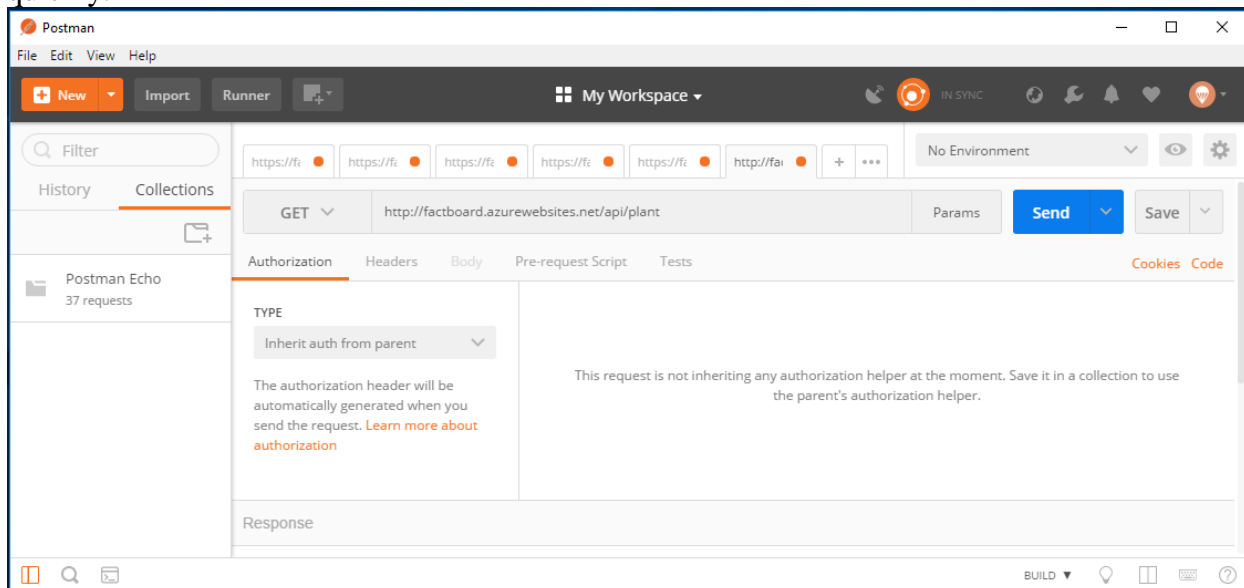 Postman
File Edit View Help
New Import Runner My Workspace IN SYNC
Filter
History Collections
Postman Echo
37 requests
https://fa https://fa https://fa https://fa https://fa http://fac + •••
No Environment
GET http://factboard.azurewebsites.net/api/plant Params Send Save
Authorization Headers Body Pre-request Script Tests Cookies Code
TYPE
Inherit auth from parent
The authorization header will be
automatically generated when you
send the request. Learn more about
authorization
This request is not inheriting any authorization helper at the moment. Save it in a collection to use
the parent's authorization helper.
Response
BUILD